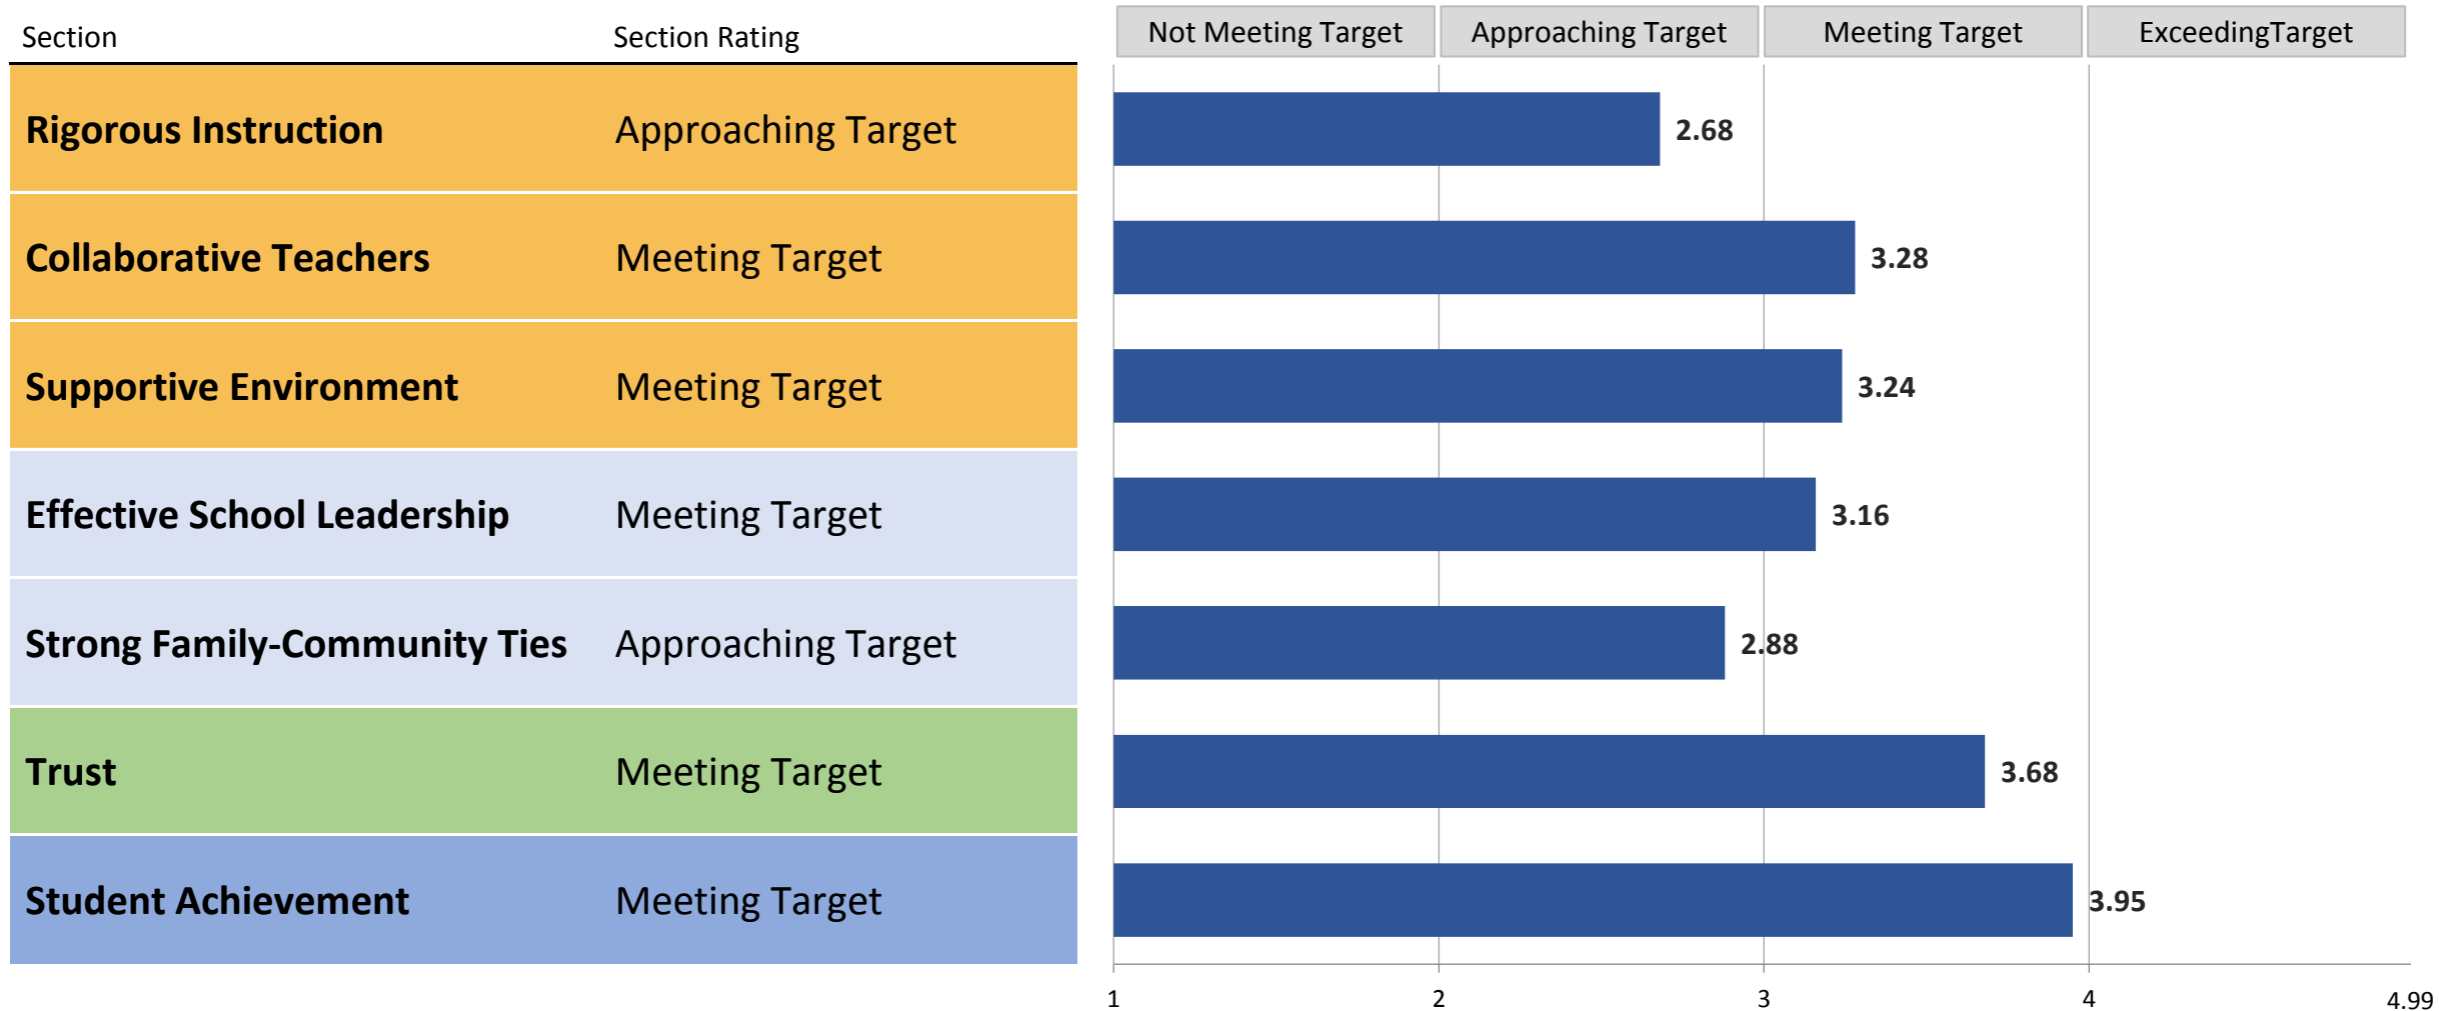 Section Section Rating Not Meeting Target Approaching Target Meeting Target ExceedingTarget
Rigorous Instruction Approaching Target 2.68
Collaborative Teachers Meeting Target 3.28
Supportive Environment Meeting Target 3.24
Effective School Leadership Meeting Target 3.16
Strong Family-Community Ties Approaching Target 2.88
Trust Meeting Target 3.68
Student Achievement Meeting Target 3.95
1 2 3 4 4.99